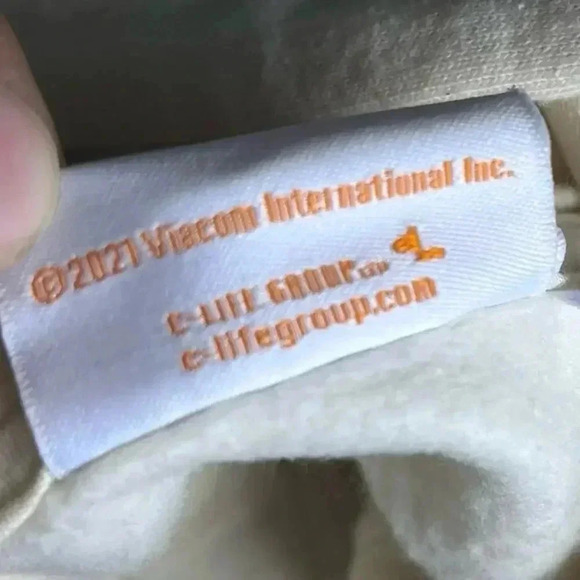 ©2021 Viacom International Inc.
C-LIFE GROUP LTD
c-lifegroup.com